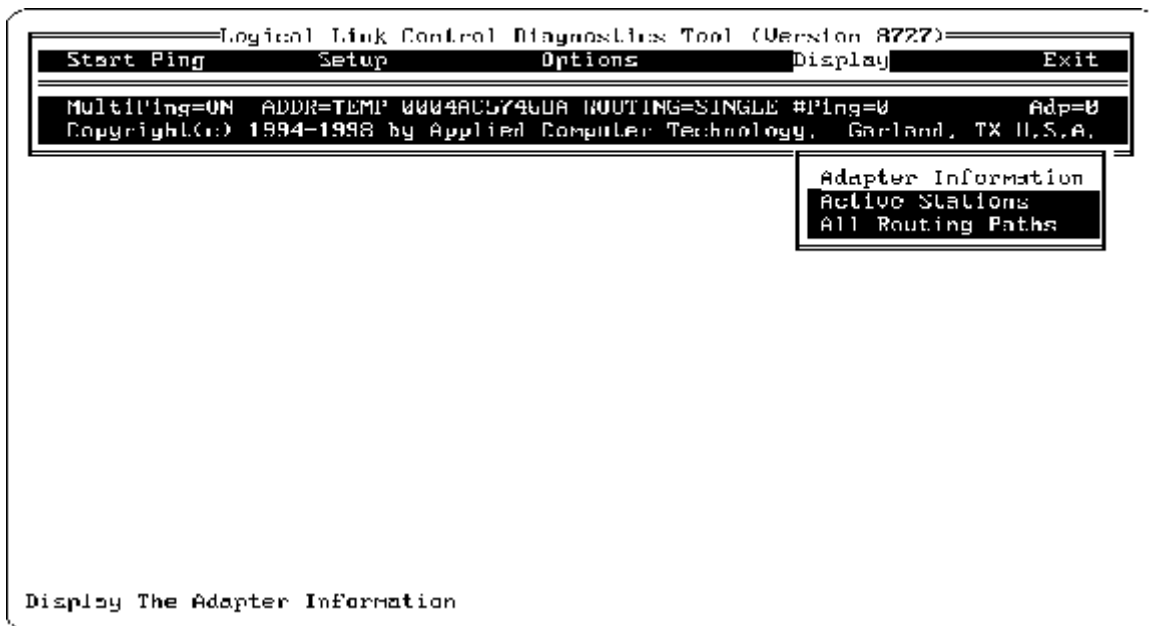 Logical Link Control Diagnostics Tool (Version 8727)
Start Ping Setup Options Display Exit
MultiPing=ON ADDR=TEMP 0004AC57460A ROUTING=SINGLE #Ping=0 Adp=0
Copyright(c) 1994-1998 by Applied Computer Technology, Garland, TX U.S.A.
Adapter Information
Active Stations
All Routing Paths
Display The Adapter Information